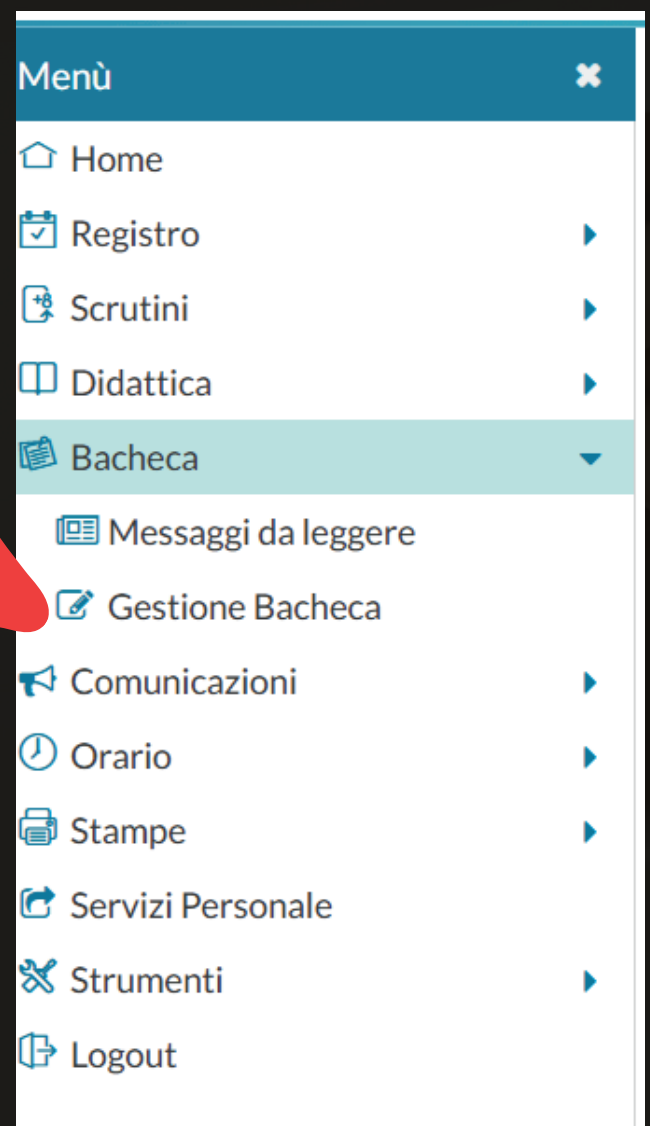 Menù
Home
Registro
Scrutini
Didattica
Bacheca
Messaggi da leggere
Gestione Bacheca
Comunicazioni
Orario
Stampe
Servizi Personale
Strumenti
Logout